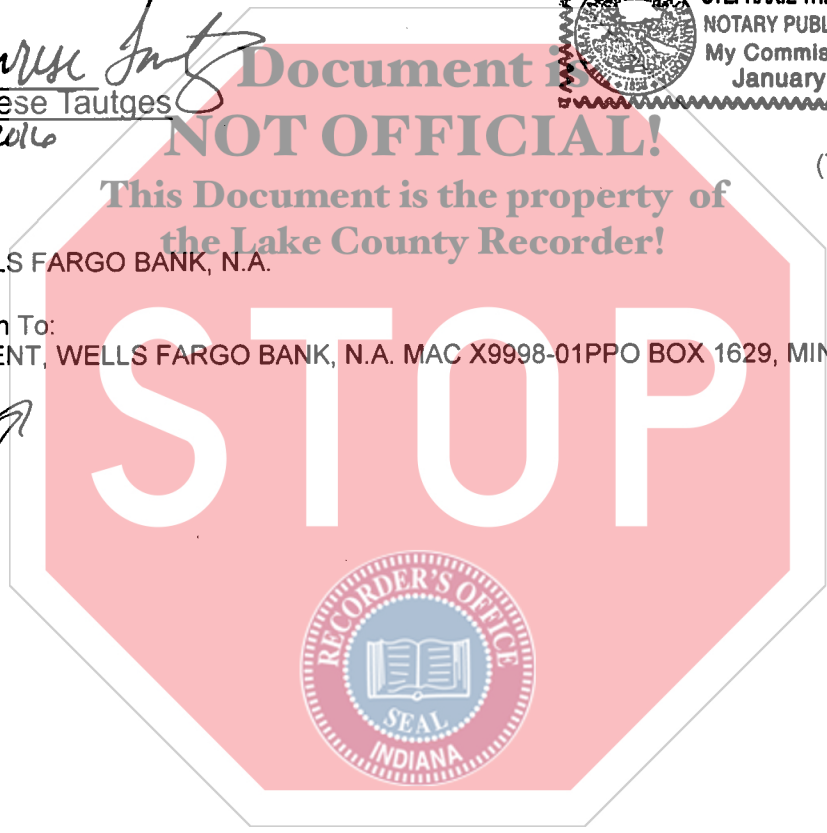 NOTARY PUBL
My Commis
January
1858
ese Tautges
2016
Document is
NOT OFFICIAL!
This Document is the property of
the Lake County Recorder!
(
LS FARGO BANK, N.A.
n To:
ENT, WELLS FARGO BANK, N.A. MAC X9998-01PPO BOX 1629, MIN
STOP
RECORDER'S OFFICE
SEAL
INDIANA